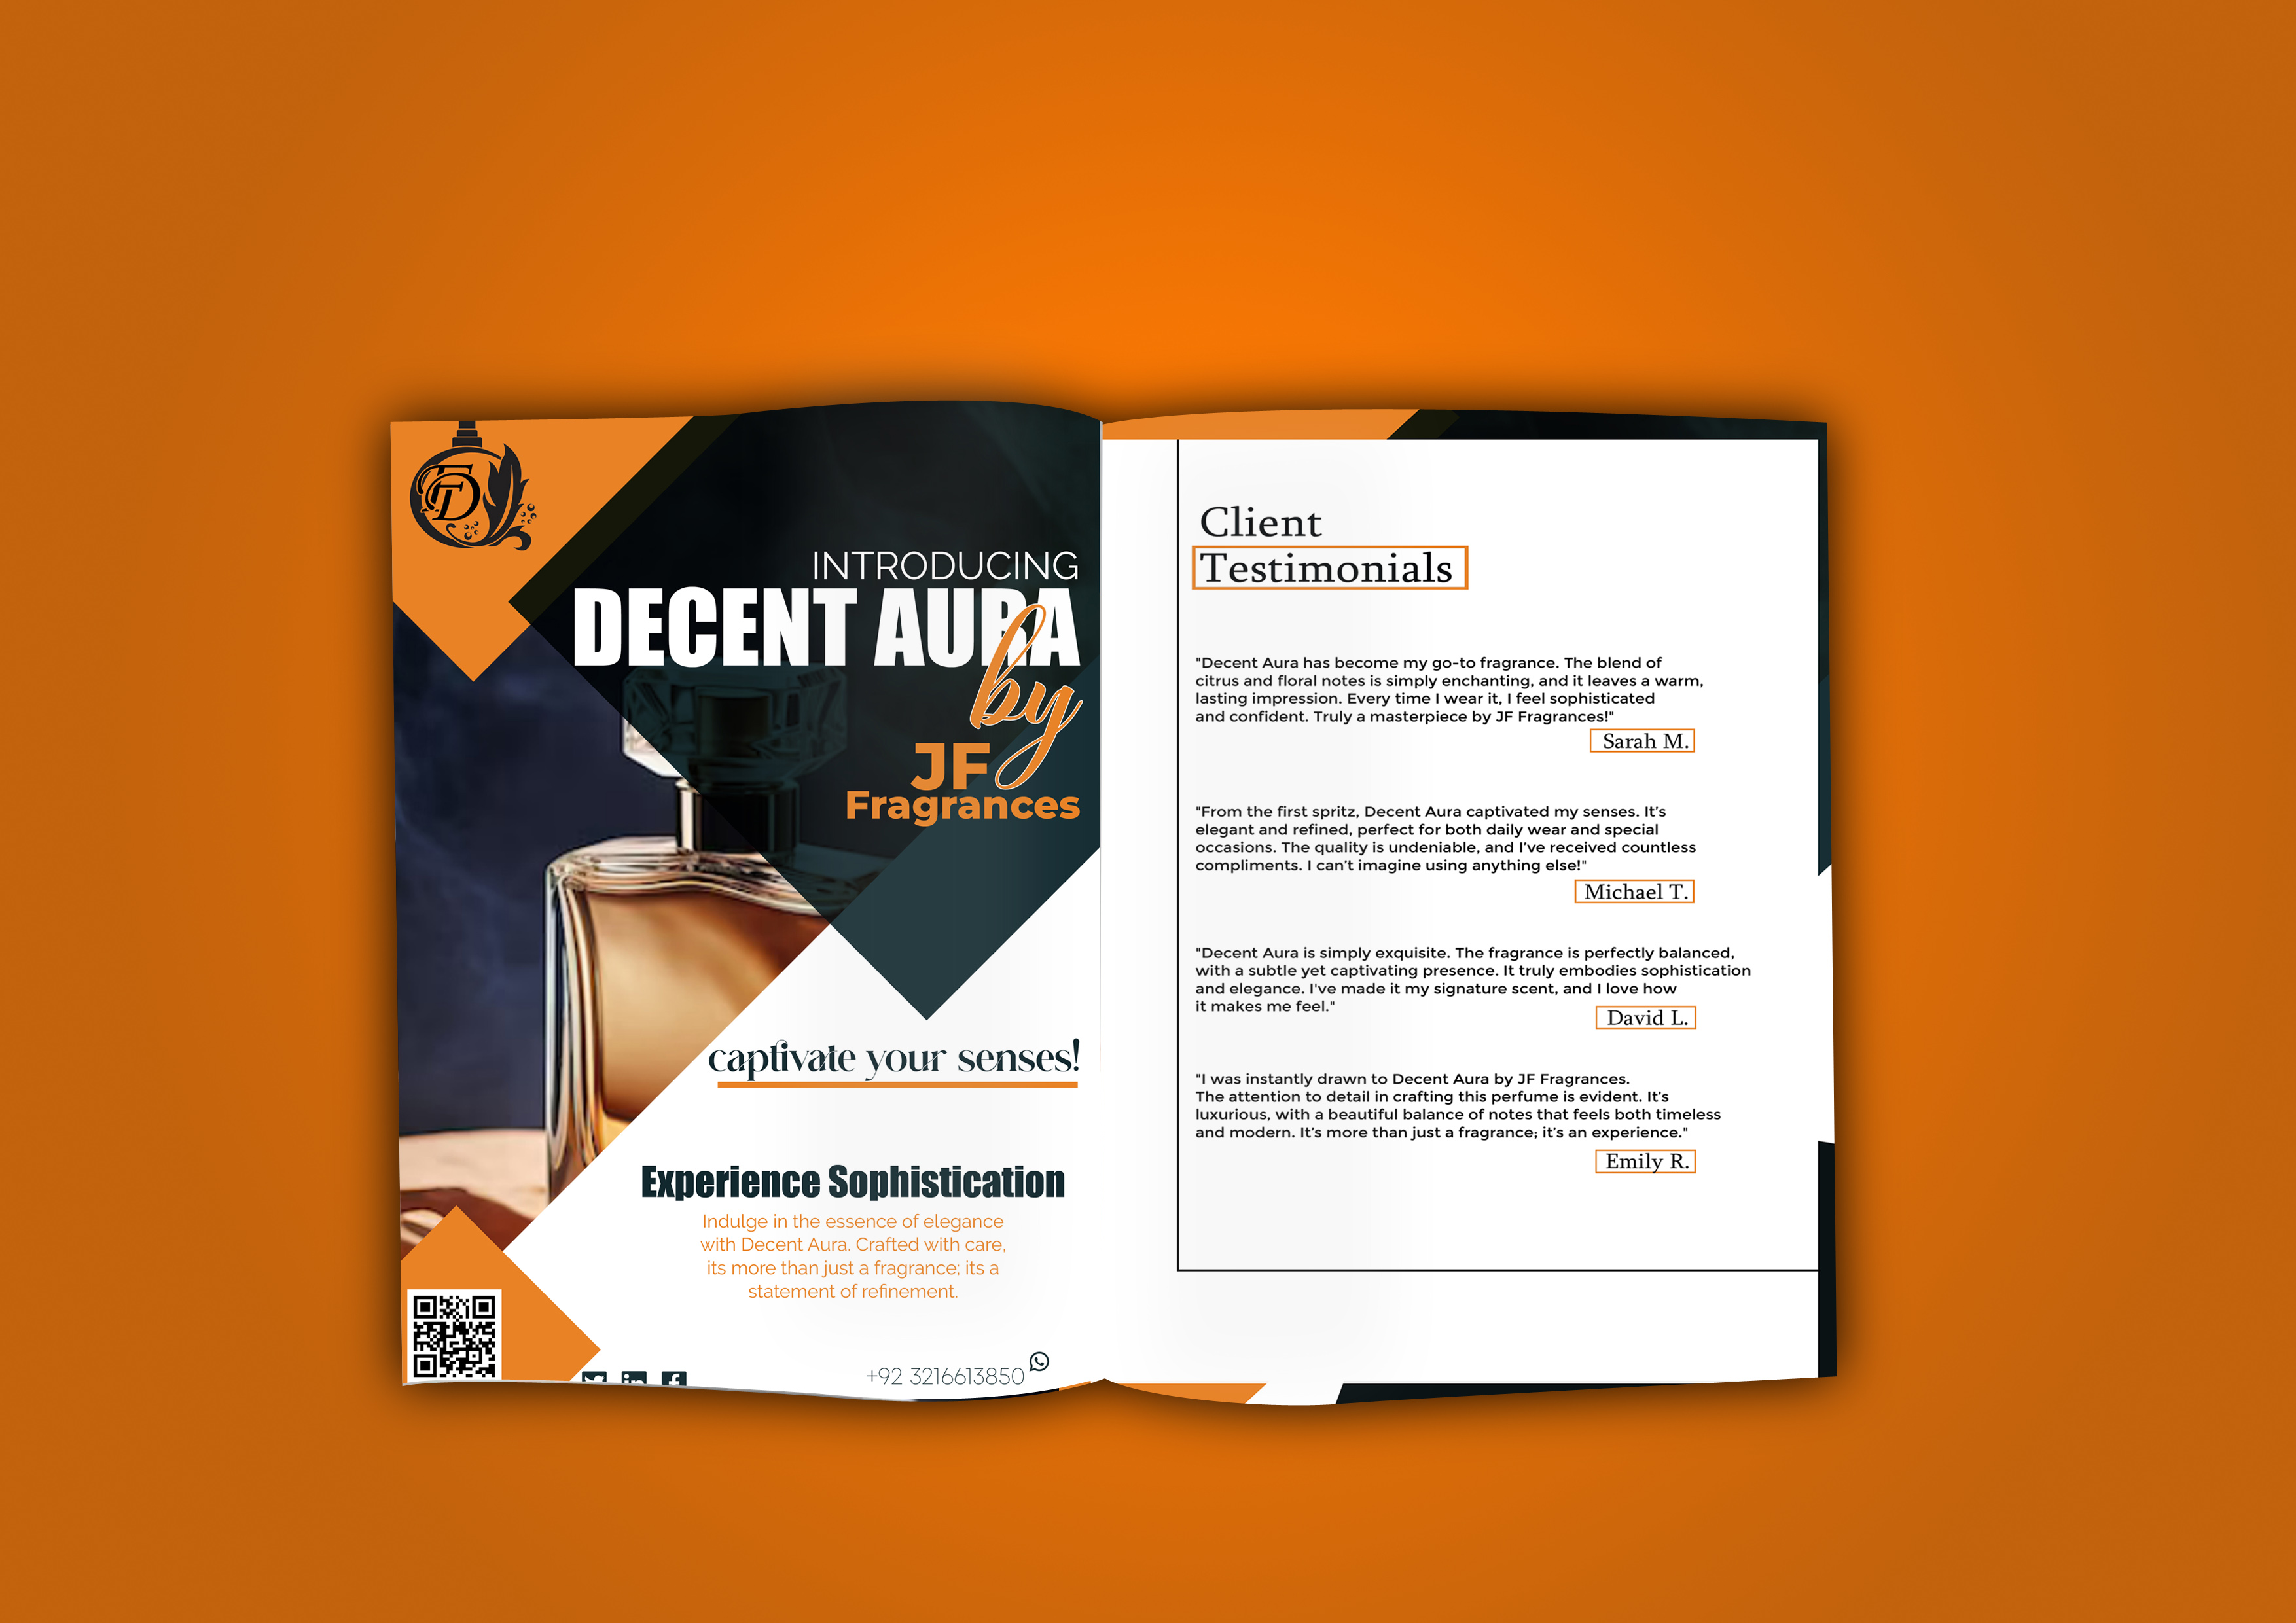 INTRODUCING
DECENT AURA
by
JF
Fragrances
captivate your senses!
Experience Sophistication
Indulge in the essence of elegance
with Decent Aura. Crafted with care,
its more than just a fragrance; its a
statement of refinement.
+92 3216613850
Client
Testimonials
"Decent Aura has become my go-to fragrance. The blend of
citrus and floral notes is simply enchanting, and it leaves a warm,
lasting impression. Every time I wear it, I feel sophisticated
and confident. Truly a masterpiece by JF Fragrances!"
Sarah M.
"From the first spritz, Decent Aura captivated my senses. It’s
elegant and refined, perfect for both daily wear and special
occasions. The quality is undeniable, and I’ve received countless
compliments. I can’t imagine using anything else!"
Michael T.
"Decent Aura is simply exquisite. The fragrance is perfectly balanced,
with a subtle yet captivating presence. It truly embodies sophistication
and elegance. I've made it my signature scent, and I love how
it makes me feel."
David L.
"I was instantly drawn to Decent Aura by JF Fragrances.
The attention to detail in crafting this perfume is evident. It’s
luxurious, with a beautiful balance of notes that feels both timeless
and modern. It’s more than just a fragrance; it’s an experience."
Emily R.